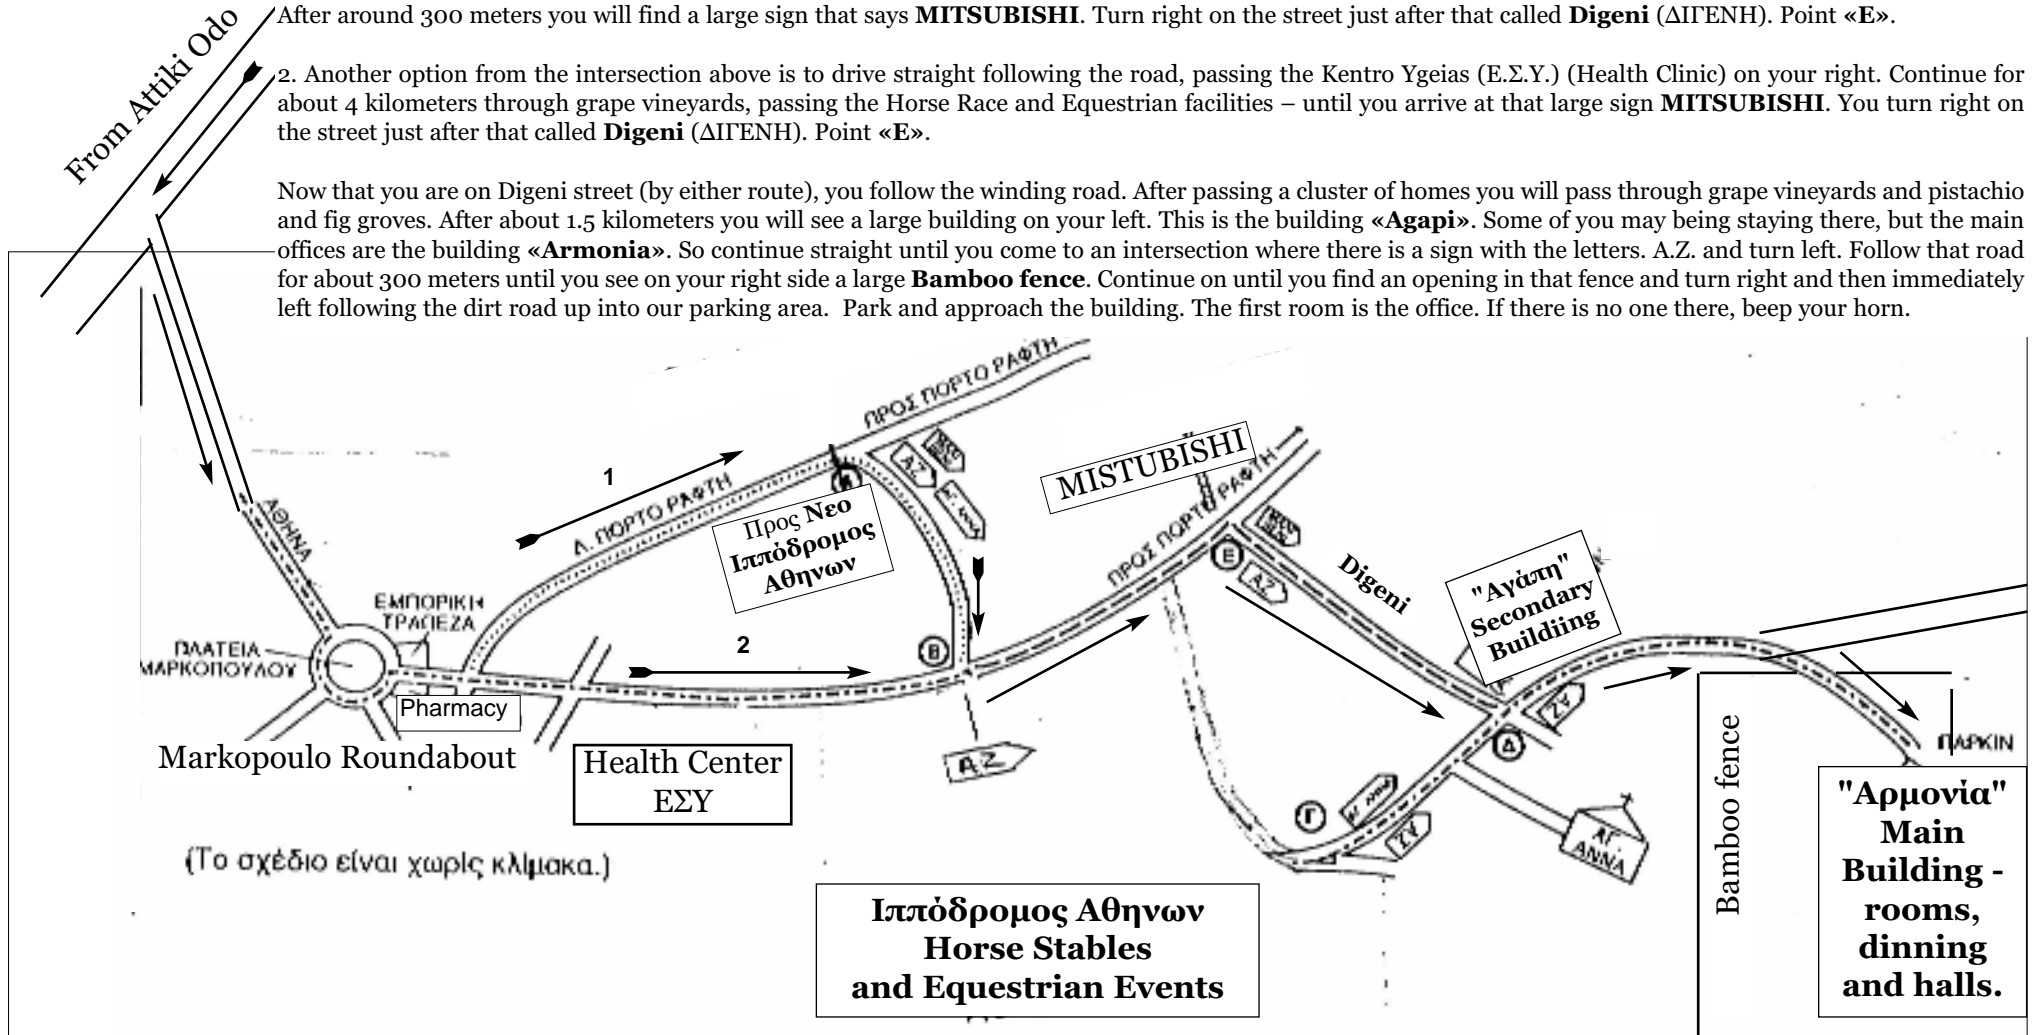 After around 300 meters you will find a large sign that says MITSUBISHI. Turn right on the street just after that called Digeni (ΔΙΓΕΝΗ). Point «Ε».
2. Another option from the intersection above is to drive straight following the road, passing the Kentro Ygeias (Ε.Σ.Υ.) (Health Clinic) on your right. Continue for
about 4 kilometers through grape vineyards, passing the Horse Race and Equestrian facilities – until you arrive at that large sign MITSUBISHI. You turn right on
the street just after that called Digeni (ΔΙΓΕΝΗ). Point «Ε».
Now that you are on Digeni street (by either route), you follow the winding road. After passing a cluster of homes you will pass through grape vineyards and pistachio
and fig groves. After about 1.5 kilometers you will see a large building on your left. This is the building «Agapi». Some of you may being staying there, but the main
offices are the building «Armonia». So continue straight until you come to an intersection where there is a sign with the letters. A.Z. and turn left. Follow that road
for about 300 meters until you see on your right side a large Bamboo fence. Continue on until you find an opening in that fence and turn right and then immediately
left following the dirt road up into our parking area. Park and approach the building. The first room is the office. If there is no one there, beep your horn.
From Attiki Odo
ΠΡΟΣ ΠΟΡΤΟ ΡΑΦΤΗ
1
Λ. ΠΟΡΤΟ ΡΑΦΤΗ
ΑΖ
MISTUBISHI
Προς Νεο
Ιππόδρομος
Αθηνων
ΠΡΟΣ ΠΟΡΤΟ ΡΑΦΤΗ
ΑΘΗΝΑ
Ε
ΑΖ
Digeni
"Αγάπη"
Secondary
Buildiing
ΕΜΠΟΡΙΚΗ
ΤΡΑΠΕΖΑ
ΠΛΑΤΕΙΑ
ΜΑΡΚΟΠΟΥΛΟΥ
2
Β
Pharmacy
ΑΖ
Δ
ΠΑΡΚΙΝ
Markopoulo Roundabout
Health Center
ΕΣΥ
ΑΖ
Γ
ΑΖ
ΑΓ.
ΑΝΝΑ
Bamboo fence
"Αρμονία"
Main
Building -
rooms,
dinning
and halls.
(Το σχέδιο είναι χωρίς κλίμακα.)
Ιππόδρομος Αθηνων
Horse Stables
and Equestrian Events